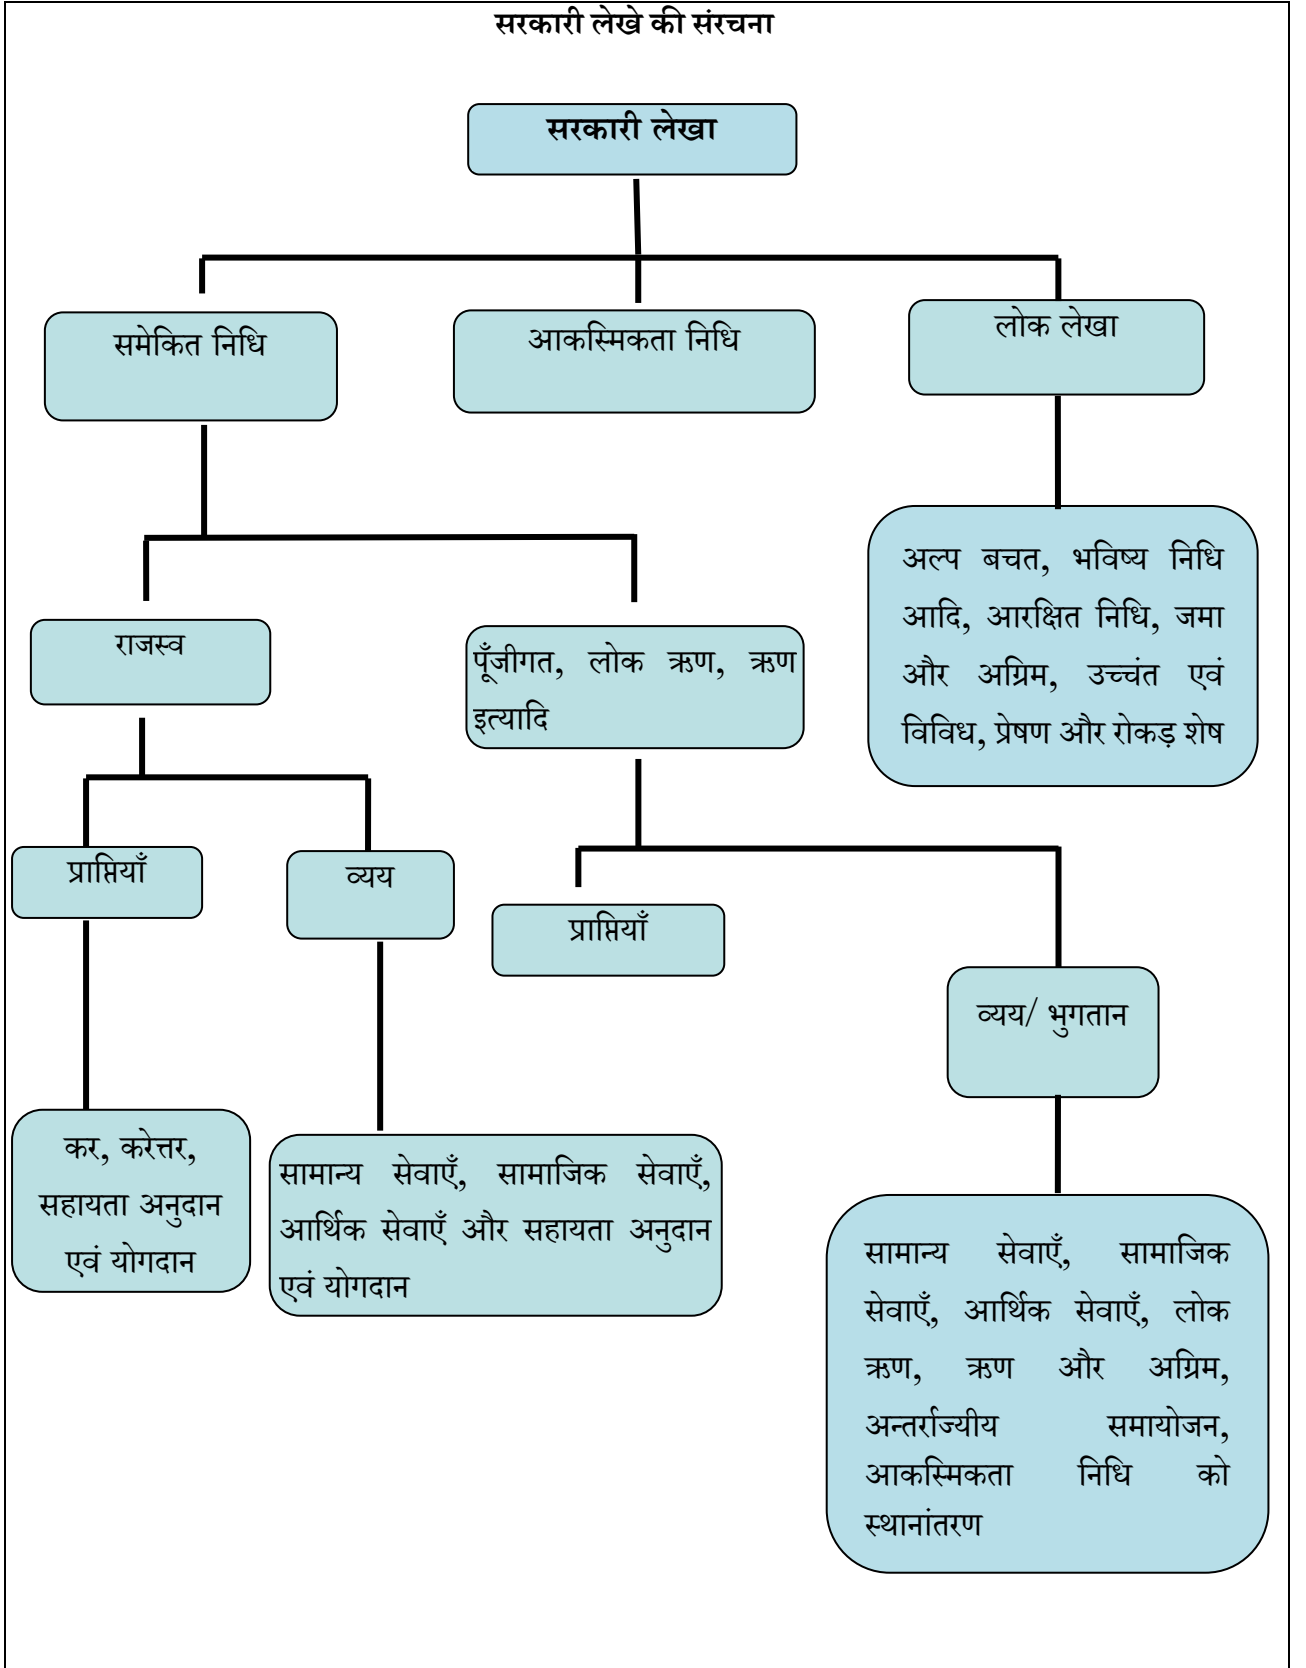 सरकारी लेखे की संरचना
सरकारी लेखा
समेकित निधि
आकस्मिकता निधि
लोक लेखा
अल्प बचत, भविष्य निधि
आदि, आरक्षित निधि, जमा
और अग्रिम, उच्चंत एवं
विविध, प्रेषण और रोकड़ शेष
राजस्व
पूँजीगत, लोक ऋण, ऋण
इत्यादि
प्राप्तियाँ
व्यय
प्राप्तियाँ
व्यय/ भुगतान
कर, करेत्तर,
सहायता अनुदान
एवं योगदान
सामान्य सेवाएँ, सामाजिक सेवाएँ,
आर्थिक सेवाएँ और सहायता अनुदान
एवं योगदान
सामान्य सेवाएँ, सामाजिक
सेवाएँ, आर्थिक सेवाएँ, लोक
ऋण, ऋण और अग्रिम,
अन्तर्राज्यीय समायोजन,
आकस्मिकता निधि को
स्थानांतरण